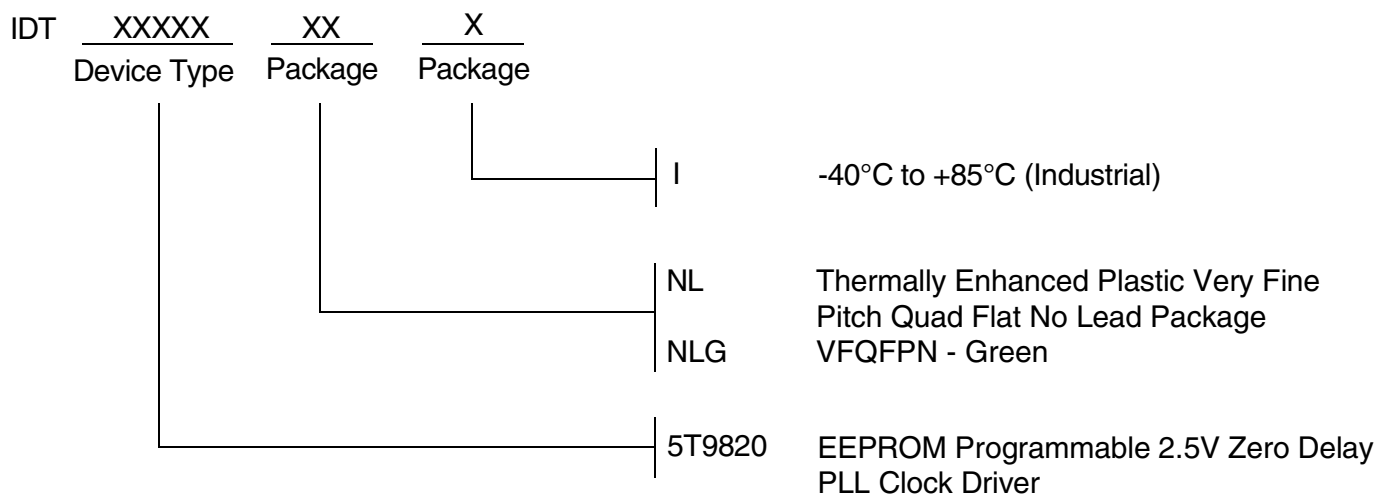 IDT XXXXX XX X
Device Type Package Package
I -40°C to +85°C (Industrial)
NL Thermally Enhanced Plastic Very Fine
Pitch Quad Flat No Lead Package
NLG VFQFPN - Green
5T9820 EEPROM Programmable 2.5V Zero Delay
PLL Clock Driver